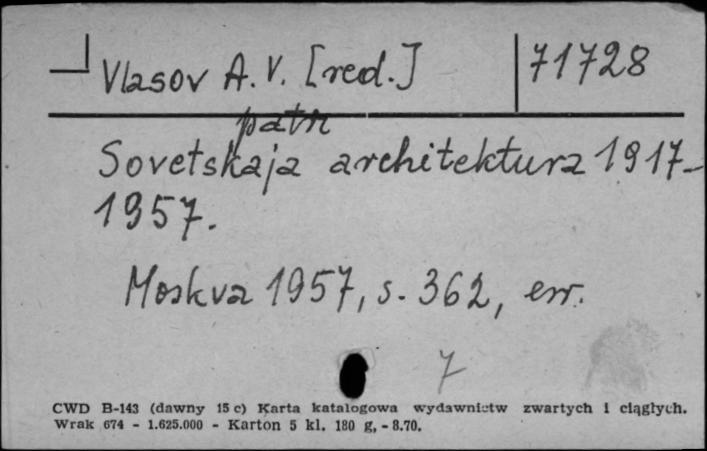 Vlasov A. V. [red.] 71728
patrz
Sovetskaja architektura 1917-
1957.
Moskva 1957, s. 362, err.
7
CWD B-143 (dawny 15 c) Karta katalogowa wydawnictw zwartych i ciągłych.
Wrak 674 - 1.625.000 - Karton 5 kl. 180 g, - 8.70.